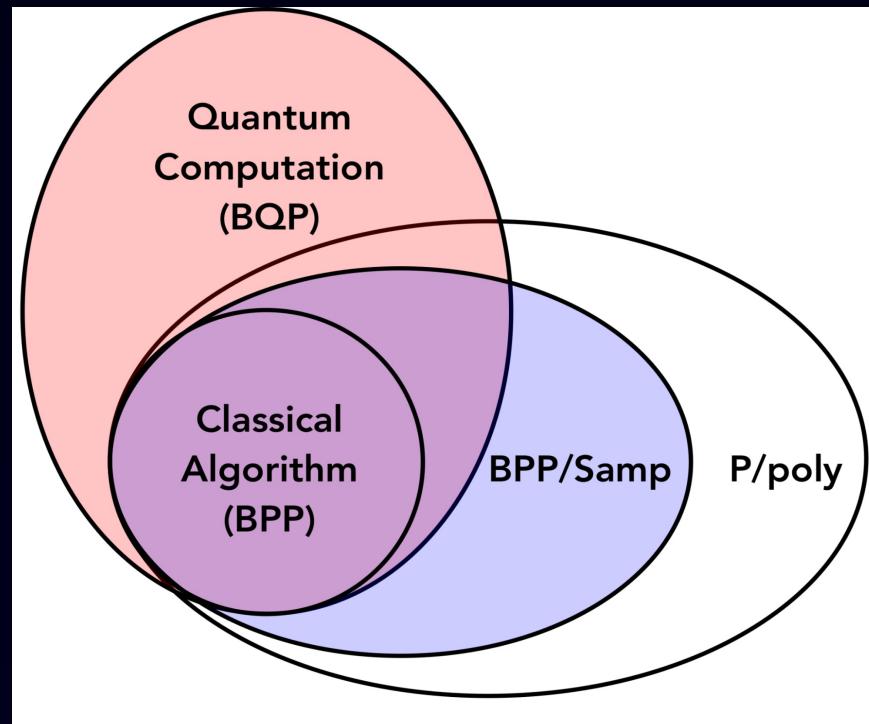 Quantum
Computation
(BQP)
Classical
Algorithm
(BPP)
BPP/Samp
P/poly